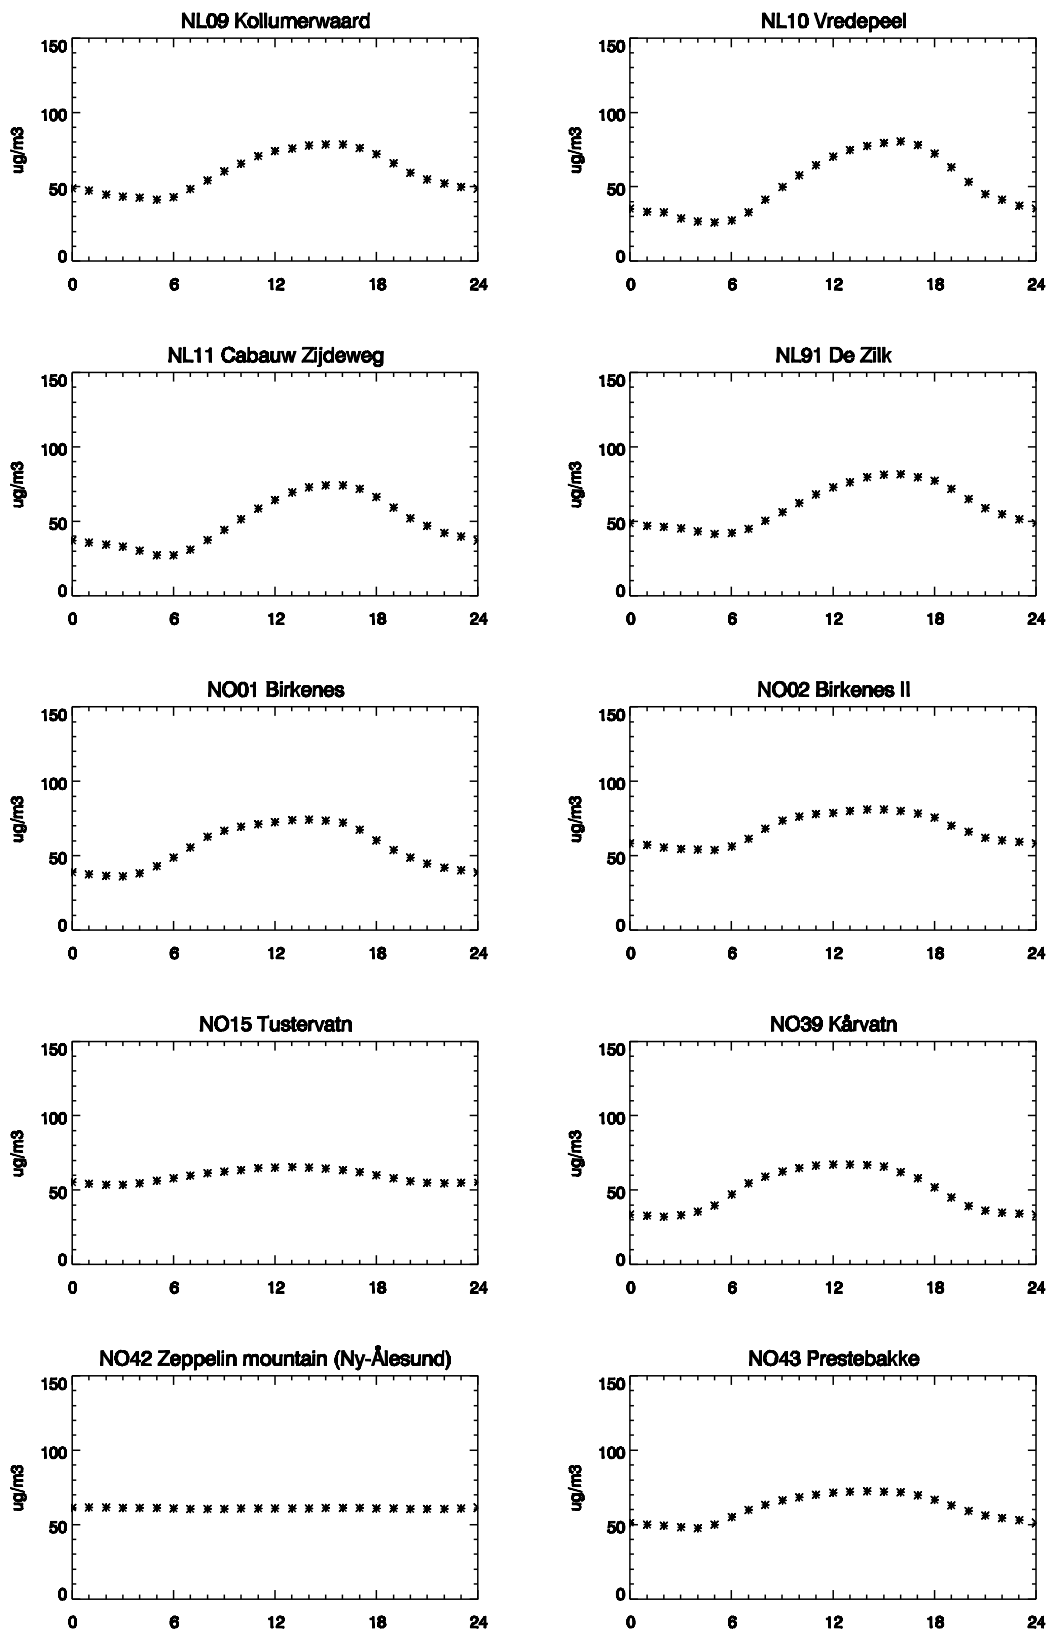 NL09 Kollumerwaard
150
100
50
0
ug/m3
0 6 12 18 24
NL10 Vredepeel
150
100
50
0
ug/m3
0 6 12 18 24
NL11 Cabauw Zijdeweg
150
100
50
0
ug/m3
0 6 12 18 24
NL91 De Zilk
150
100
50
0
ug/m3
0 6 12 18 24
NO01 Birkenes
150
100
50
0
ug/m3
0 6 12 18 24
NO02 Birkenes II
150
100
50
0
ug/m3
0 6 12 18 24
NO15 Tustervatn
150
100
50
0
ug/m3
0 6 12 18 24
NO39 Kårvatn
150
100
50
0
ug/m3
0 6 12 18 24
NO42 Zeppelin mountain (Ny-Ålesund)
150
100
50
0
ug/m3
0 6 12 18 24
NO43 Prestebakke
150
100
50
0
ug/m3
0 6 12 18 24